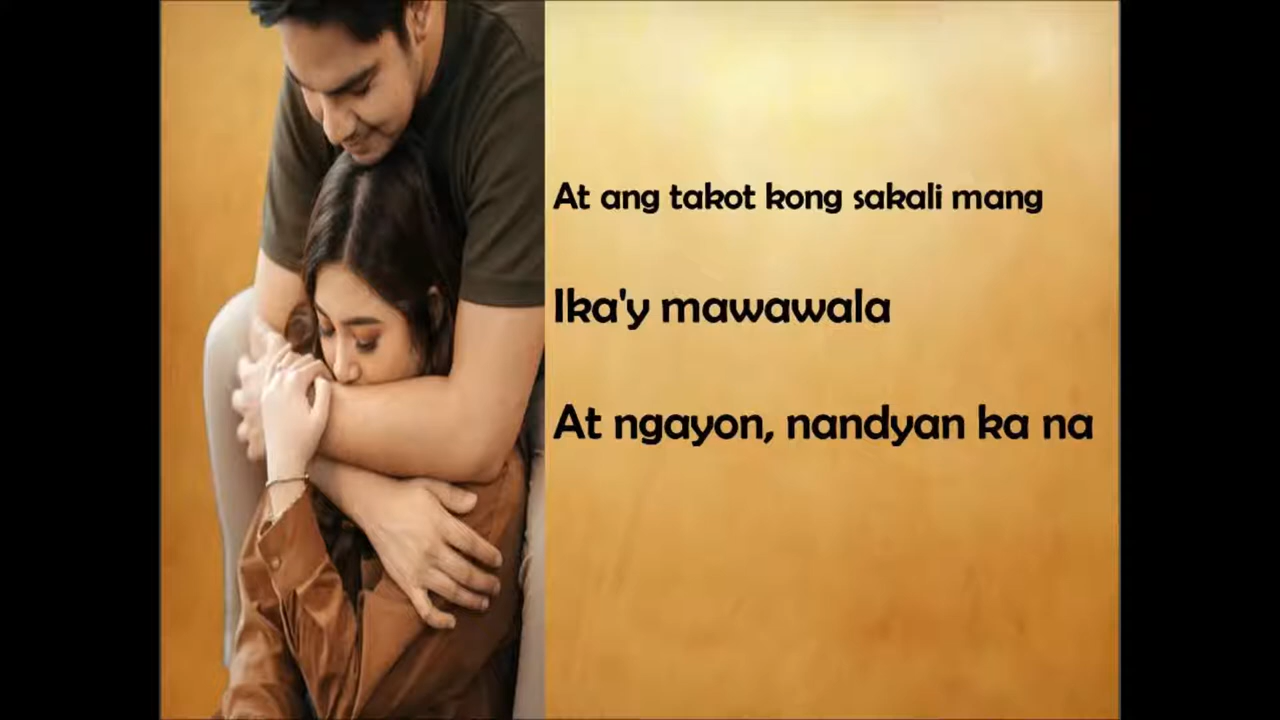 At ang takot kong sakali mang
Ika'y mawawala
At ngayon, nandyan ka na